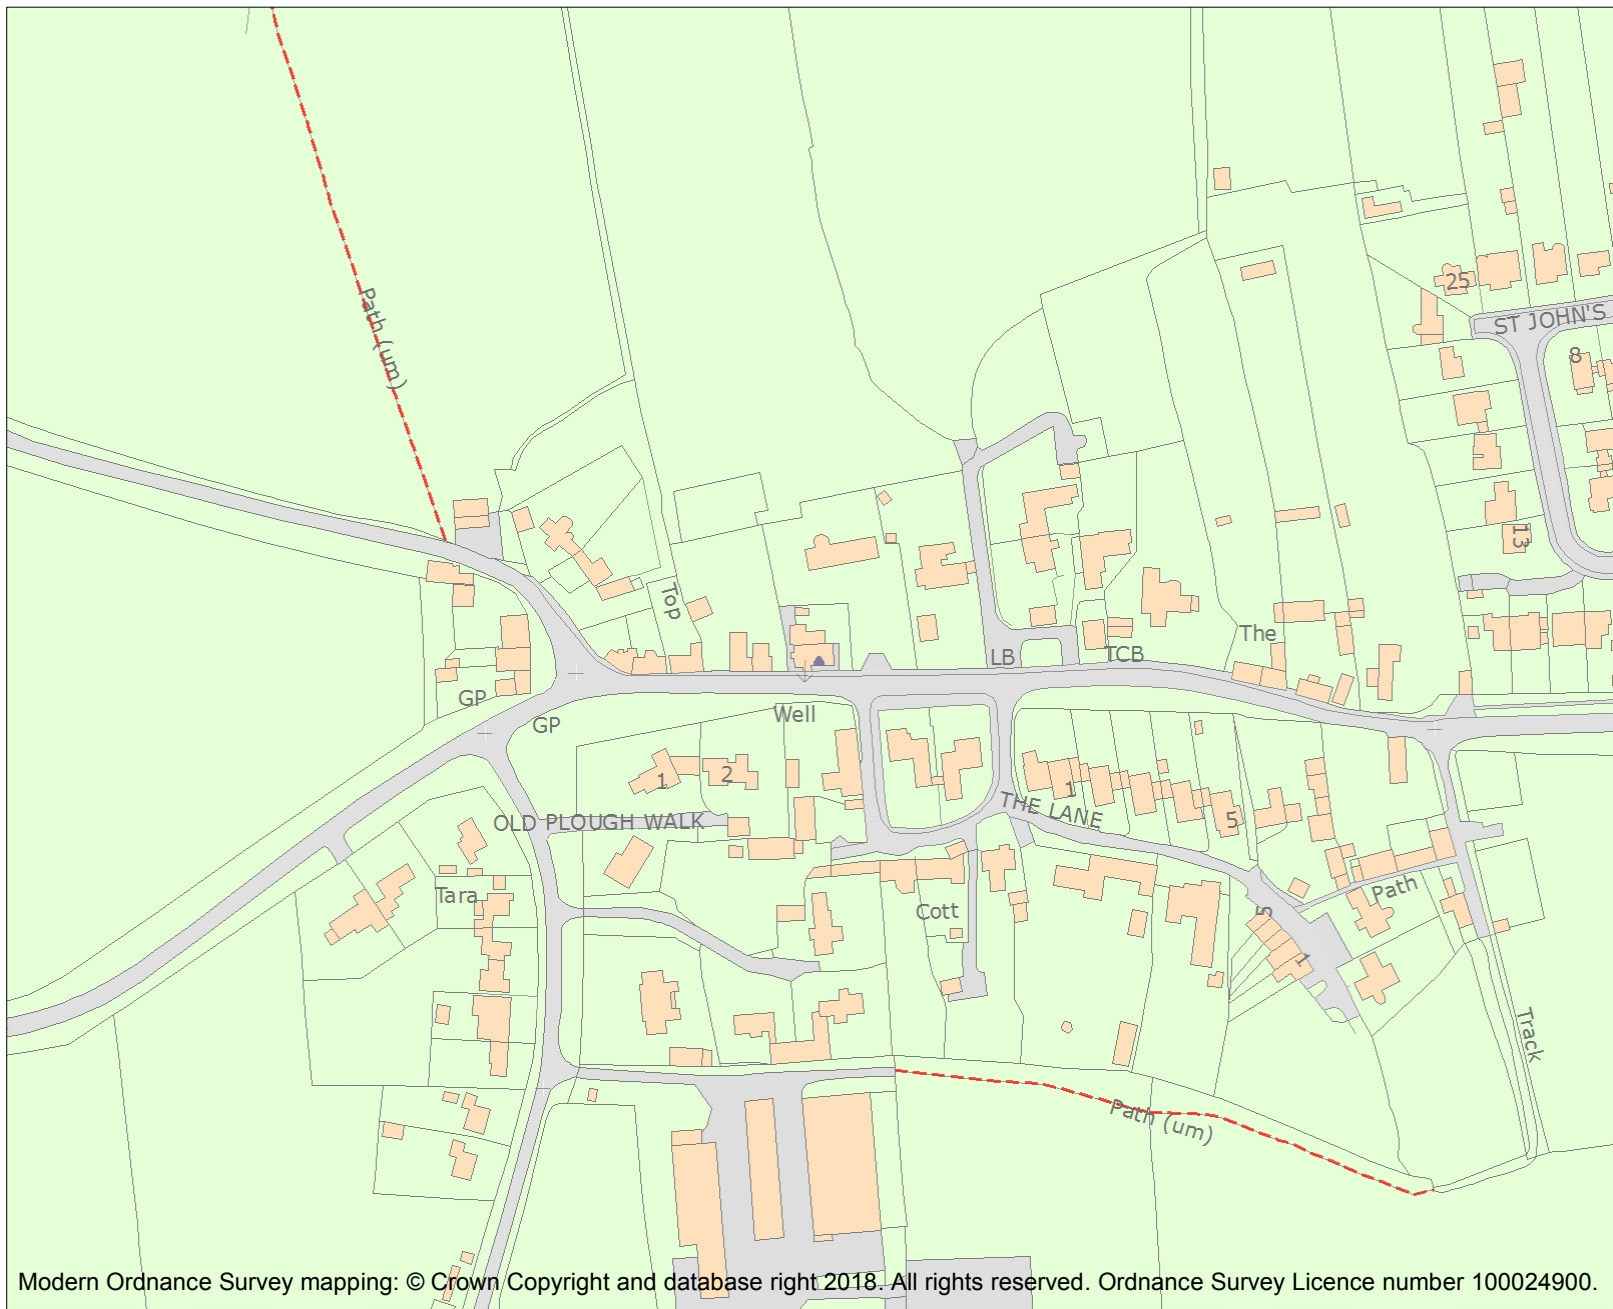 25
ST JOHN'S
Path (um)
8
13
Top
The
LB
TCB
GP
GP
Well
1
2
1
THE LANE
5
OLD PLOUGH WALK
Tara
Cott
Path
5
1
Track
Path (um)
Modern Ordnance Survey mapping: © Crown Copyright and database right 2018. All rights reserved. Ordnance Survey Licence number 100024900.